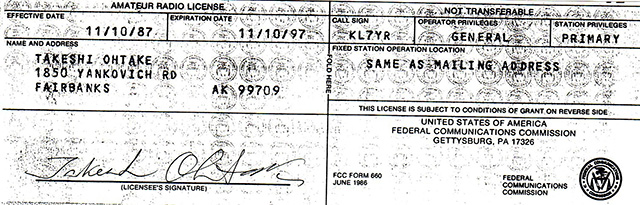 AMATEUR RADIO LICENSE
NOT TRANSFERABLE
EFFECTIVE DATE
EXPIRATION DATE
CALL SIGN
OPERATOR PRIVILEGES
STATION PRIVILEGES
11/10/87
11/10/97
KL7YR
GENERAL
PRIMARY
NAME AND ADDRESS
FIXED STATION OPERATION LOCATION
TAKESHI OHTAKE
1850 YANKOVICH RD
FAIRBANKS AK 99709
SAME AS MAILING ADDRESS
FOLD HERE
THIS LICENSE IS SUBJECT TO CONDITIONS OF GRANT ON REVERSE SIDE
UNITED STATES OF AMERICA
FEDERAL COMMUNICATIONS COMMISSION
GETTYSBURG, PA 17326
Takeshi Ohtake
(LICENSEE'S SIGNATURE)
FCC FORM 660
JUNE 1986
FEDERAL
COMMUNICATIONS
COMMISSION